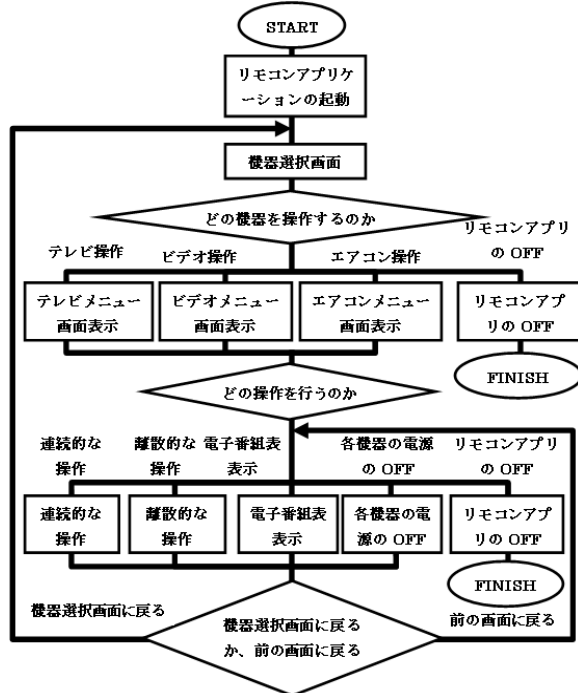 START
リモコンアプリケ
ーションの起動
機器選択画面
どの機器を操作するのか
テレビ操作
ビデオ操作
エアコン操作
リモコンアプリ
の OFF
テレビメニュー
画面表示
ビデオメニュー
画面表示
エアコンメニュー
画面表示
リモコンアプ
リの OFF
FINISH
どの操作を行うのか
連続的な
操作
離散的な
操作
電子番組表
表示
各機器の電源
の OFF
リモコンアプリ
の OFF
連続的な
操作
離散的な
操作
電子番組表
表示
各機器の電
源の OFF
リモコンアプ
リの OFF
FINISH
機器選択画面に戻る
機器選択画面に戻る
か、前の画面に戻る
前の画面に戻る